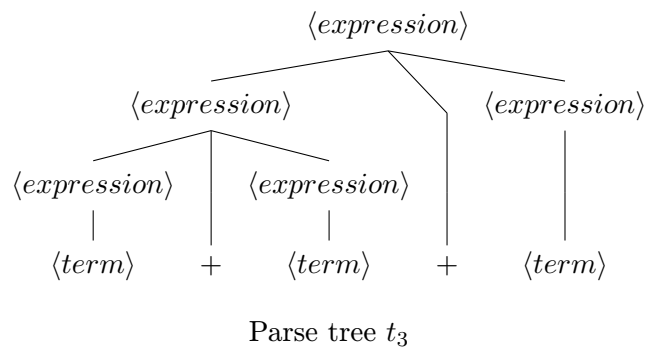 ⟨expression⟩
⟨expression⟩ ⟨expression⟩
⟨expression⟩ ⟨expression⟩
⟨term⟩ + ⟨term⟩ + ⟨term⟩
Parse tree t₃